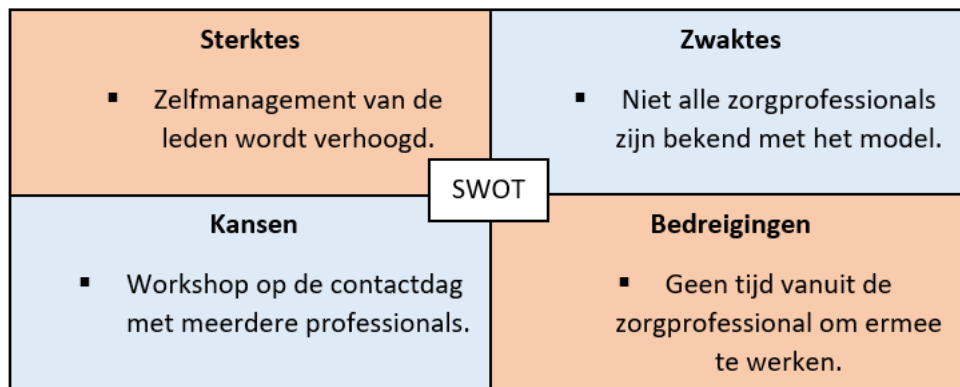 Sterktes
▪ Zelfmanagement van de
leden wordt verhoogd.
Zwaktes
▪ Niet alle zorgprofessionals
zijn bekend met het model.
SWOT
Kansen
▪ Workshop op de contactdag
met meerdere professionals.
Bedreigingen
▪ Geen tijd vanuit de
zorgprofessional om ermee
te werken.